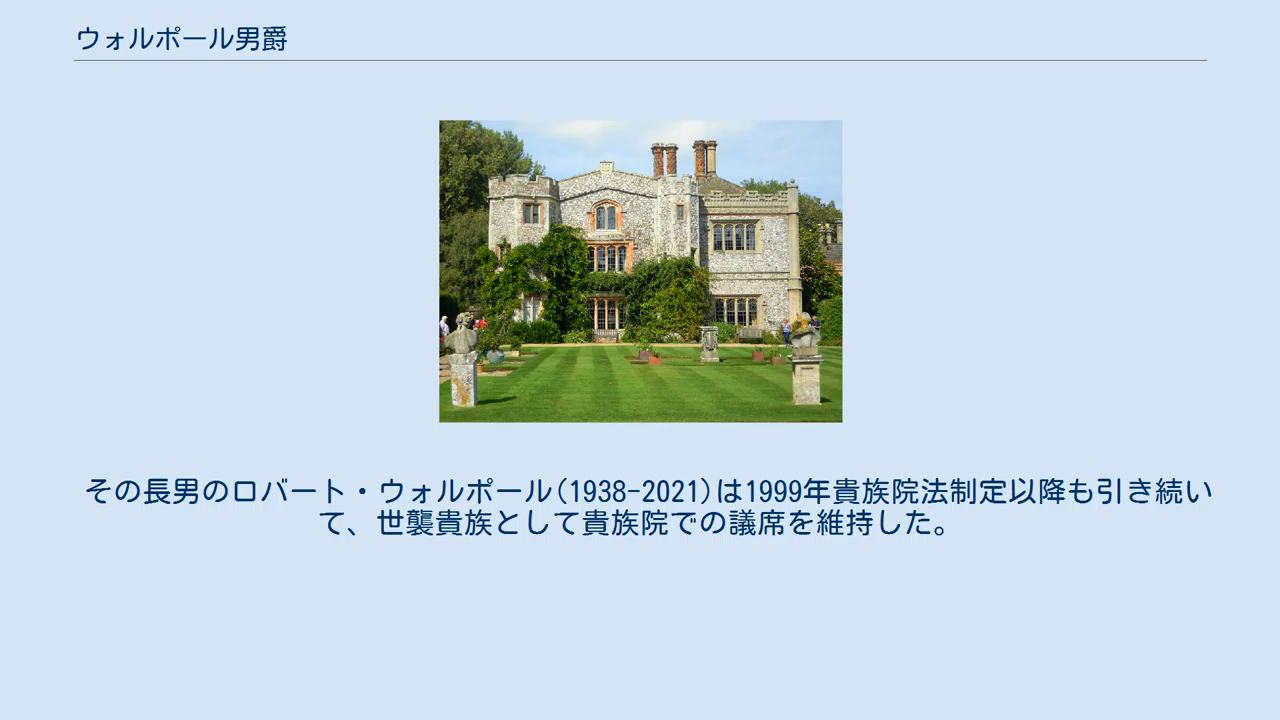 ウォルポール男爵
その長男のロバート・ウォルポール(1938-2021)は1999年貴族院法制定以降も引き続い
て、世襲貴族として貴族院での議席を維持した。